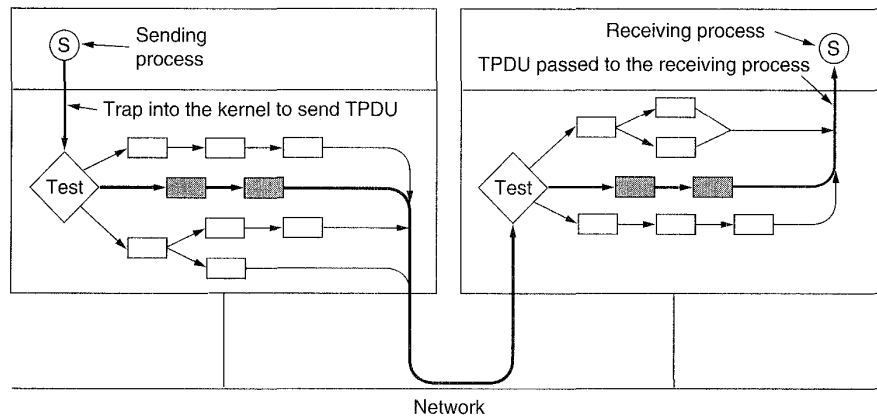 S
Sending
process
Trap into the kernel to send TPDU
Test
Receiving process
S
TPDU passed to the receiving process
Test
Network